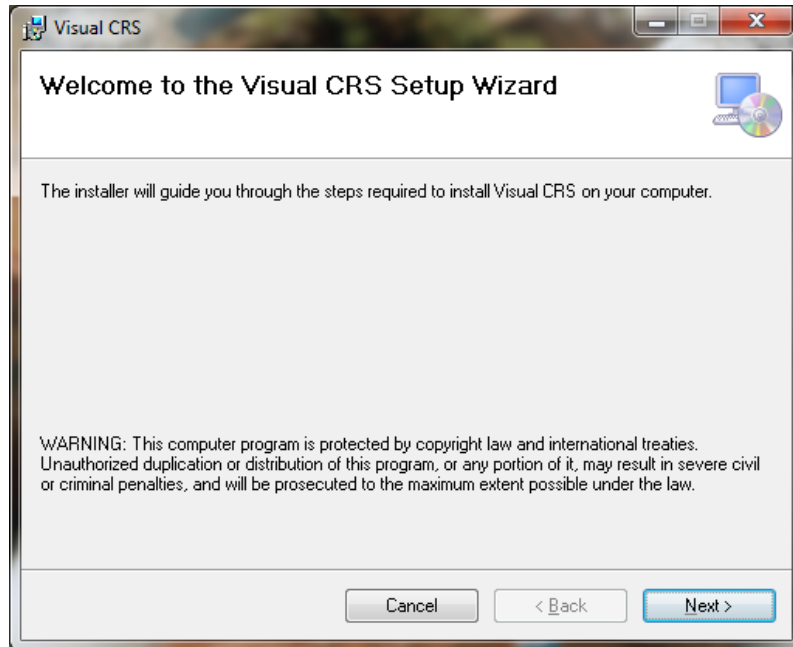 Visual CRS
Welcome to the Visual CRS Setup Wizard
The installer will guide you through the steps required to install Visual CRS on your computer.
WARNING: This computer program is protected by copyright law and international treaties.
Unauthorized duplication or distribution of this program, or any portion of it, may result in severe civil
or criminal penalties, and will be prosecuted to the maximum extent possible under the law.
Cancel < Back Next >